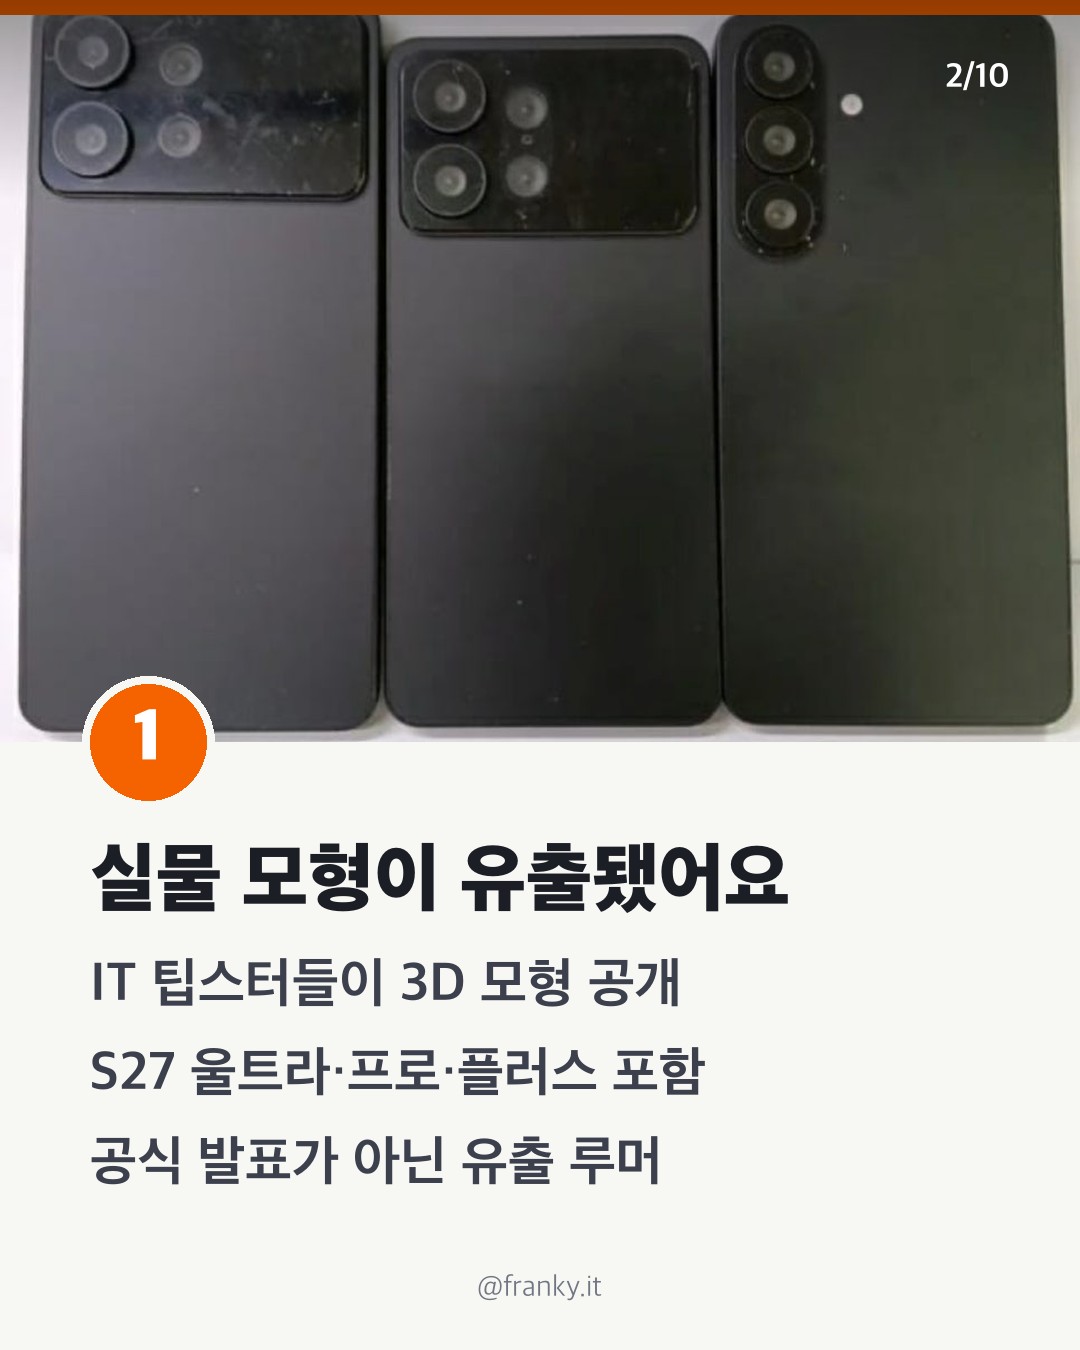 2/10
1
실물 모형이 유출됐어요
IT 팁스터들이 3D 모형 공개
S27 울트라·프로·플러스 포함
공식 발표가 아닌 유출 루머
@franky.it